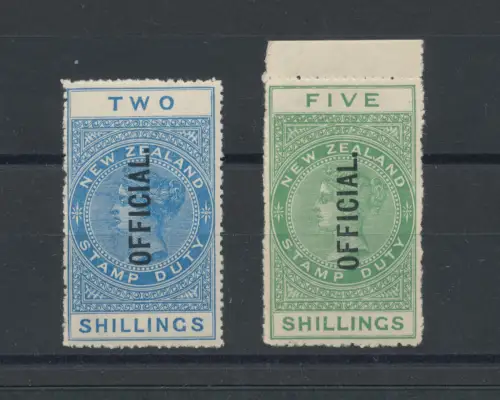 TWO
NEW ZEALAND
OFFICIAL.
STAMP DUTY
SHILLINGS
FIVE
NEW ZEALAND
OFFICIAL.
STAMP DUTY
SHILLINGS